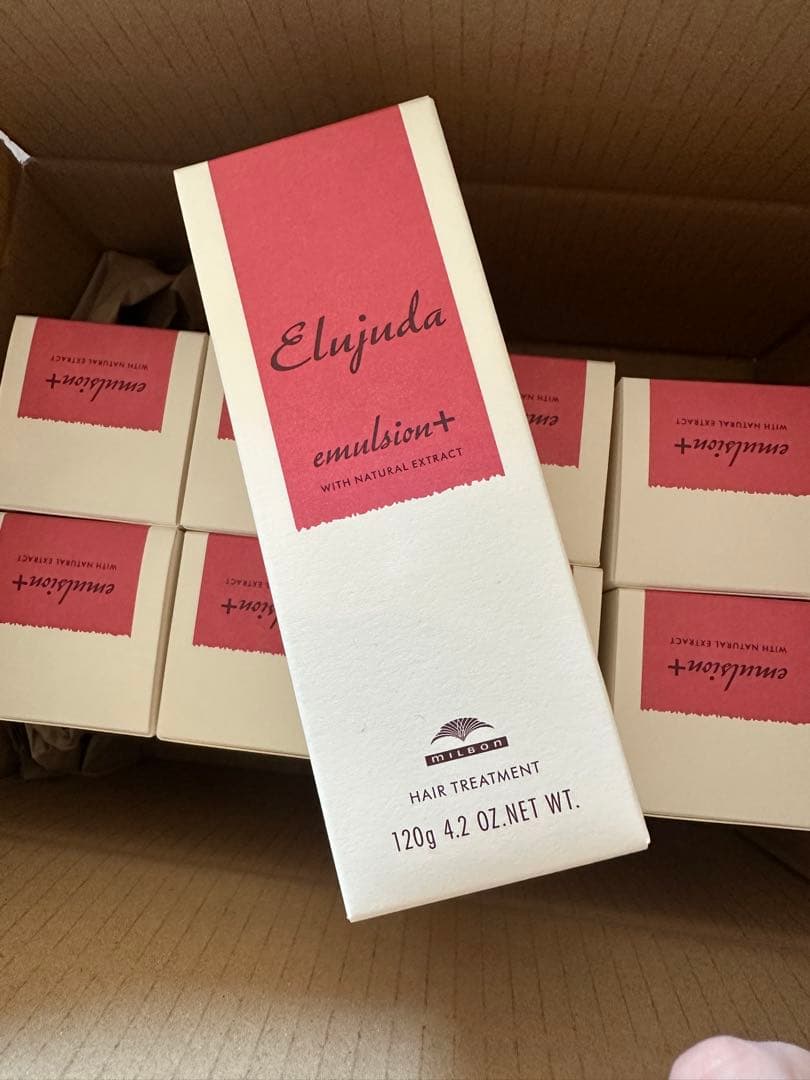 Elujuda
emulsion+
WITH NATURAL EXTRACT
MILBON
HAIR TREATMENT
120g 4.2 OZ.NET WT.
emulsion+
WITH NATURAL EXTRACT
emulsion+
WITH NATURAL EXTRACT
emulsion+
WITH NATURAL EXTRACT
emulsion+
WITH NATURAL EXTRACT